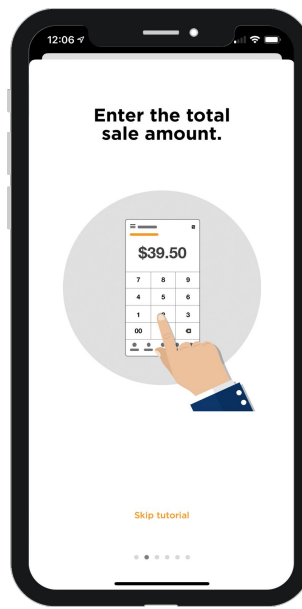 12:06
Enter the total
sale amount.
$39.50
7 8 9
4 5 6
1 3
00
Skip tutorial